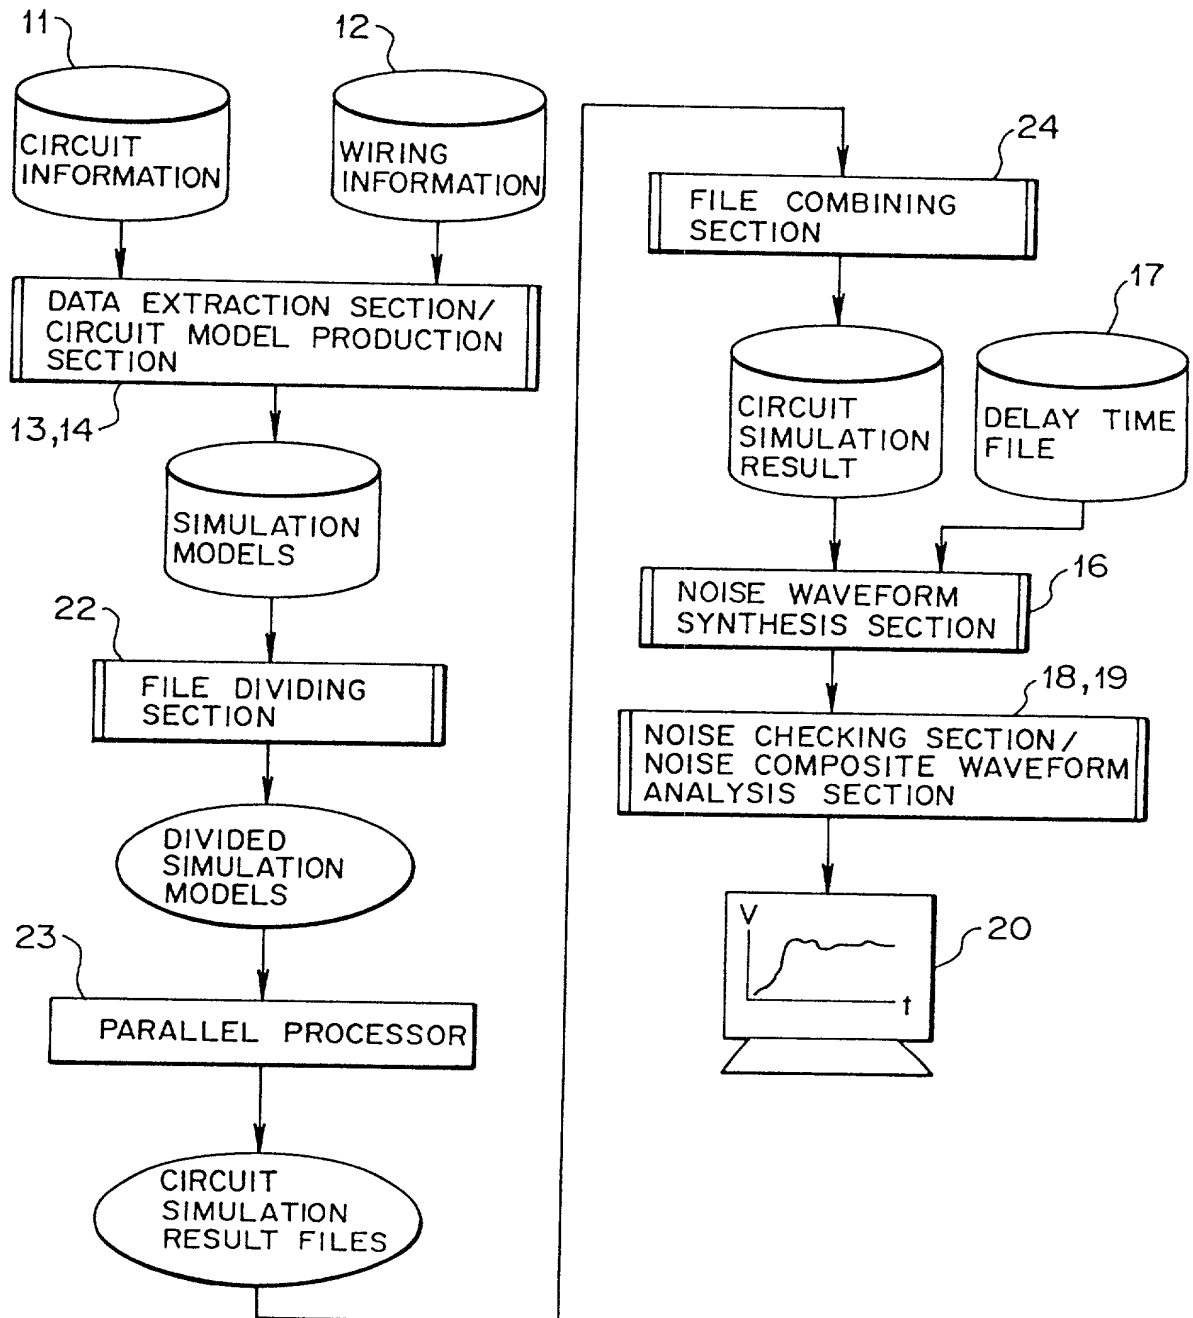 11
CIRCUIT
INFORMATION
12
WIRING
INFORMATION
DATA EXTRACTION SECTION/
CIRCUIT MODEL PRODUCTION
SECTION
13,14
SIMULATION
MODELS
22
FILE DIVIDING
SECTION
DIVIDED
SIMULATION
MODELS
23
PARALLEL PROCESSOR
CIRCUIT
SIMULATION
RESULT FILES
24
FILE COMBINING
SECTION
CIRCUIT
SIMULATION
RESULT
17
DELAY TIME
FILE
16
NOISE WAVEFORM
SYNTHESIS SECTION
18,19
NOISE CHECKING SECTION/
NOISE COMPOSITE WAVEFORM
ANALYSIS SECTION
V
t
20